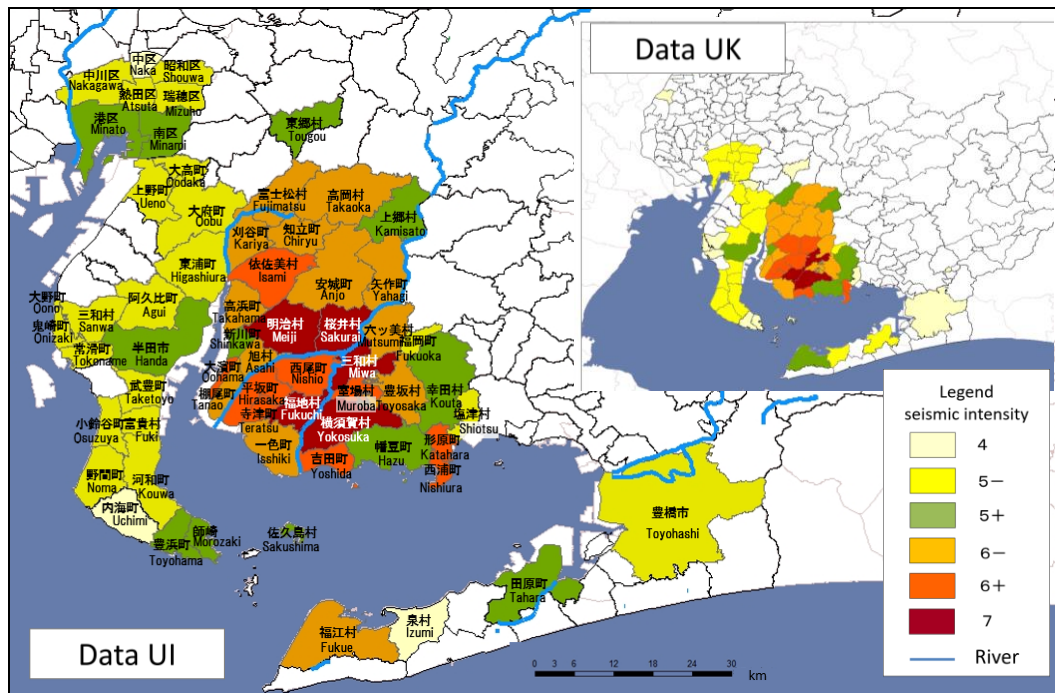 Data UK
中区
Naka
昭和区
Shouwa
中川区
Nakagawa
熱田区
Atsuta
瑞穂区
Mizuho
港区
Minato
南区
Minami
東郷村
Tougou
大高町
Oodaka
上野町
Ueno
大府町
Oobu
富士松村
Fujimatsu
高岡村
Takaoka
上郷村
Kamisato
刈谷町
Kariya
知立町
Chiryu
依佐美村
Isami
東浦町
Higashiura
安城町
Anjo
矢作町
Yahagi
大野町
Oono
三和村
Sanwa
阿久比町
Agui
高浜町
Takahama
明治村
Meiji
桜井村
Sakurai
六ッ美村
Mutsumi
福岡町
Fukuoka
鬼崎町
Onizaki
常滑町
Tokoname
半田市
Handa
新川町
Shinkawa
旭村
Asahi
三和村
Miwa
大濱町
Oohama
西尾町
Nishio
棚尾町
Tanao
平坂町
Hirasaka
室場村
Muroba
豊坂村
Toyosaka
幸田村
Kouta
武豊町
Taketoyo
福地村
Fukuchi
寺津町
Teratsu
横須賀村
Yokosuka
塩津村
Shiotsu
小鈴谷町
Osuzuya
富貴村
Fuki
一色町
Isshiki
吉田町
Yoshida
幡豆町
Hazu
形原町
Katahara
西浦町
Nishiura
野間町
Noma
河和町
Kouwa
内海町
Uchimi
豊浜町
Toyohama
師崎
Morozaki
佐久島村
Sakushima
豊橋市
Toyohashi
田原町
Tahara
泉村
Izumi
福江村
Fukue
Data UI
0 3 6 12 18 24 30
km
Legend
seismic intensity
4
5－
5＋
6－
6＋
7
River